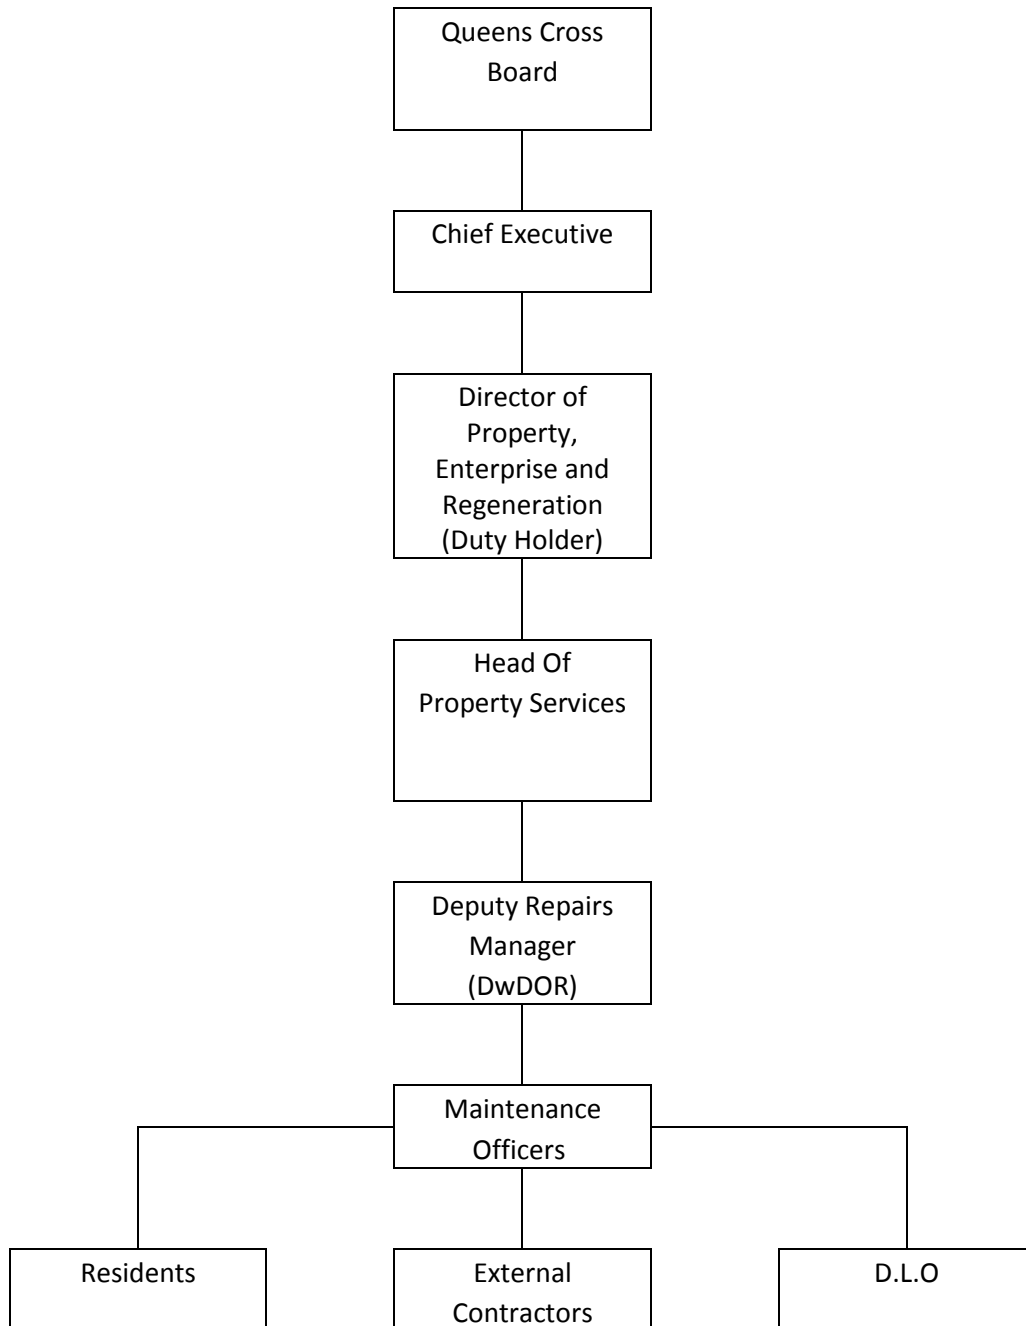 Queens Cross
Board
Chief Executive
Director of
Property,
Enterprise and
Regeneration
(Duty Holder)
Head Of
Property Services
Deputy Repairs
Manager
(DwDOR)
Maintenance
Officers
Residents
External
Contractors
D.L.O